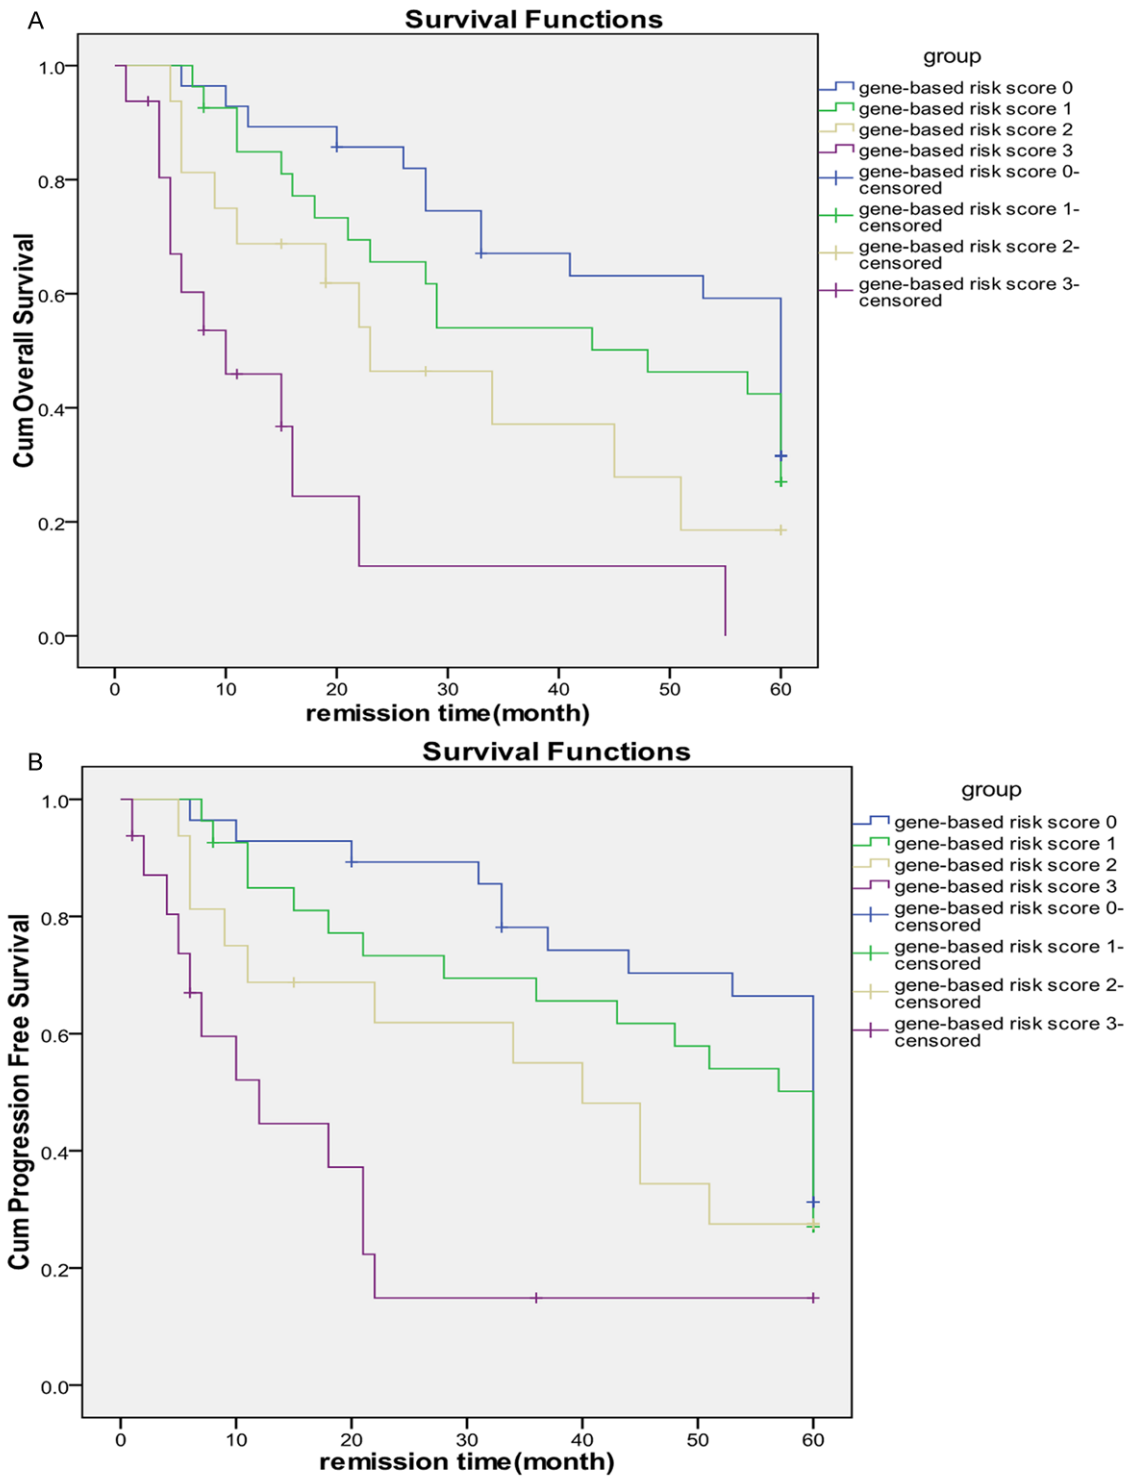 A
Survival Functions
Cum Overall Survival
1.0
0.8
0.6
0.4
0.2
0.0
0 10 20 30 40 50 60
remission time(month)
group
gene-based risk score 0
gene-based risk score 1
gene-based risk score 2
gene-based risk score 3
gene-based risk score 0-
censored
gene-based risk score 1-
censored
gene-based risk score 2-
censored
gene-based risk score 3-
censored
B
Survival Functions
Cum Progression Free Survival
1.0
0.8
0.6
0.4
0.2
0.0
0 10 20 30 40 50 60
remission time(month)
group
gene-based risk score 0
gene-based risk score 1
gene-based risk score 2
gene-based risk score 3
gene-based risk score 0-
censored
gene-based risk score 1-
censored
gene-based risk score 2-
censored
gene-based risk score 3-
censored